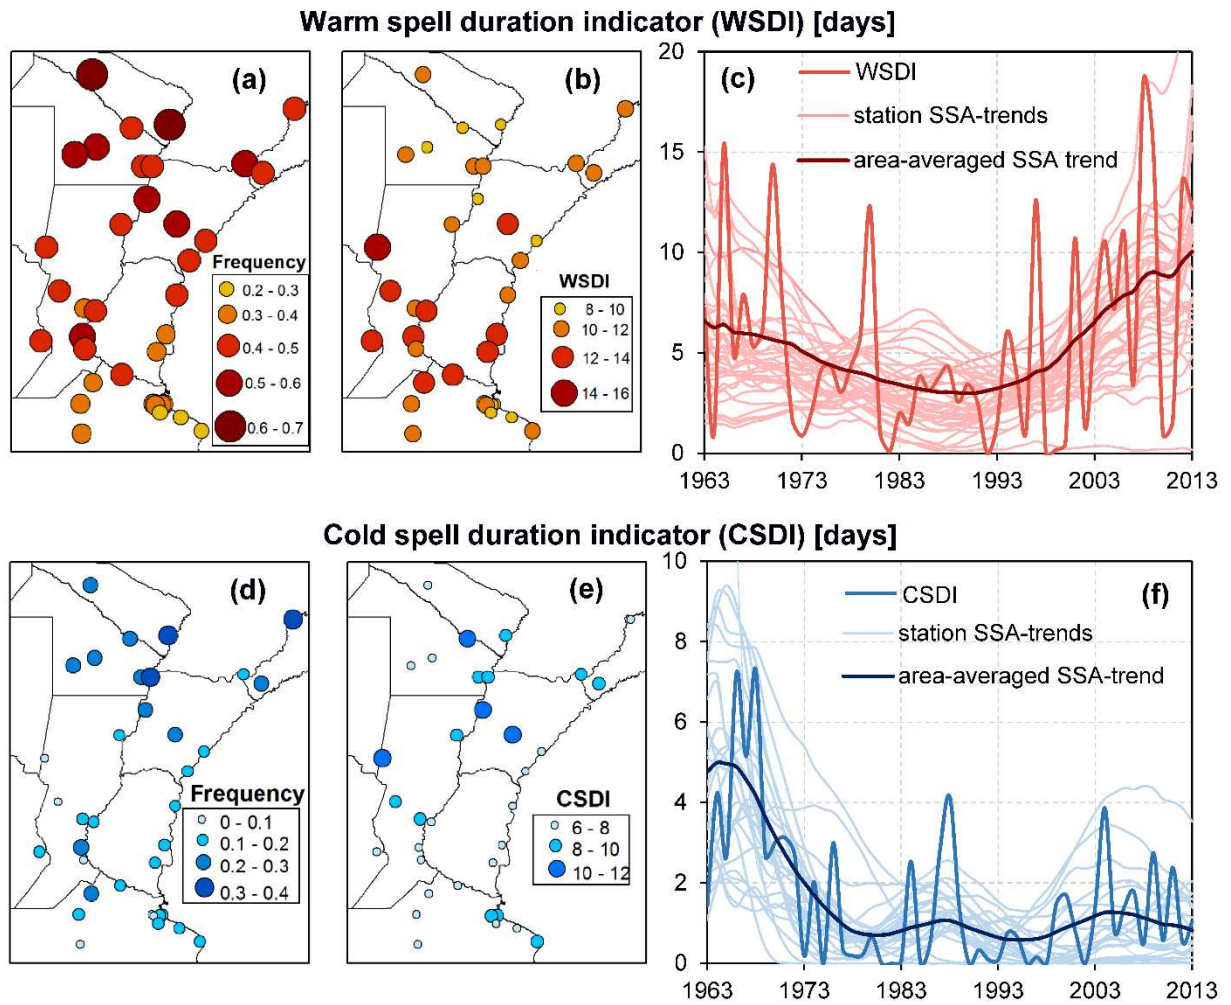 Warm spell duration indicator (WSDI) [days]
(a)
Frequency
0.2 - 0.3
0.3 - 0.4
0.4 - 0.5
0.5 - 0.6
0.6 - 0.7
(b)
WSDI
8 - 10
10 - 12
12 - 14
14 - 16
(c)
WSDI
station SSA-trends
area-averaged SSA trend
20
15
10
5
0
1963 1973 1983 1993 2003 2013
Cold spell duration indicator (CSDI) [days]
(d)
Frequency
0 - 0.1
0.1 - 0.2
0.2 - 0.3
0.3 - 0.4
(e)
CSDI
6 - 8
8 - 10
10 - 12
(f)
CSDI
station SSA-trends
area-averaged SSA-trend
10
8
6
4
2
0
1963 1973 1983 1993 2003 2013